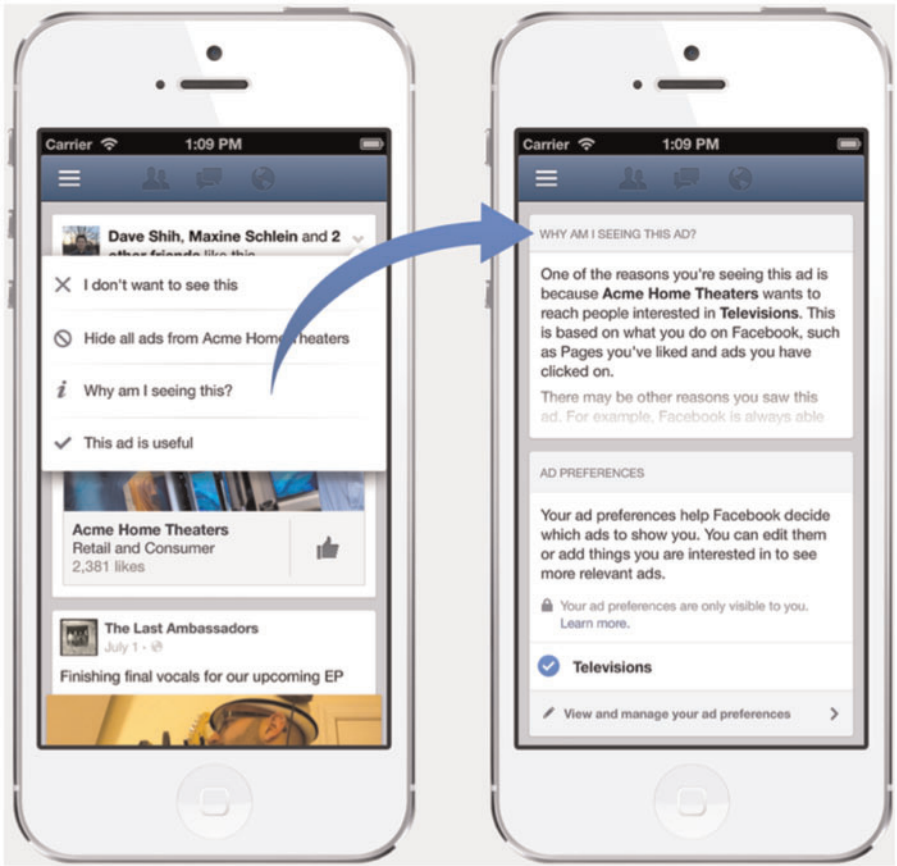 Carrier 1:09 PM
Dave Shih, Maxine Schlein and 2
other friends like this
I don't want to see this
Hide all ads from Acme Home Theaters
Why am I seeing this?
This ad is useful
Acme Home Theaters
Retail and Consumer
2,381 likes
The Last Ambassadors
July 1 ·
Finishing final vocals for our upcoming EP
Carrier 1:09 PM
WHY AM I SEEING THIS AD?
One of the reasons you're seeing this ad is
because Acme Home Theaters wants to
reach people interested in Televisions. This
is based on what you do on Facebook, such
as Pages you've liked and ads you have
clicked on.
There may be other reasons you saw this
ad. For example, Facebook is always able
AD PREFERENCES
Your ad preferences help Facebook decide
which ads to show you. You can edit them
or add things you are interested in to see
more relevant ads.
Your ad preferences are only visible to you.
Learn more.
Televisions
View and manage your ad preferences